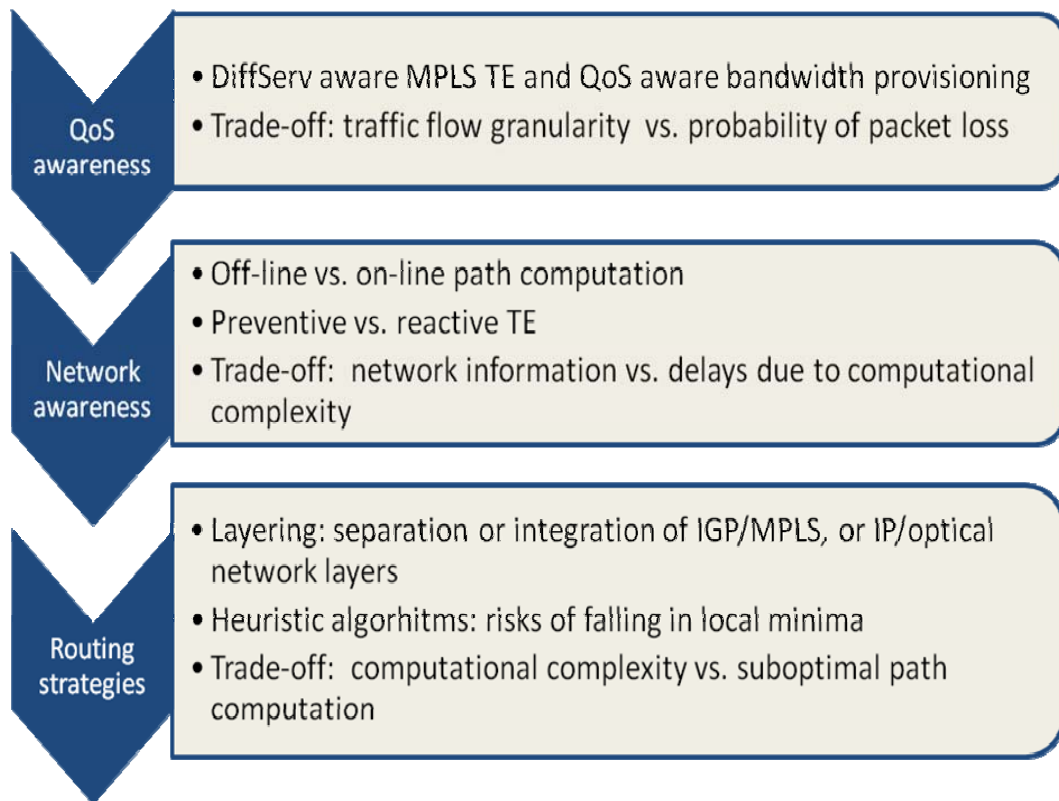 QoS
awareness
• DiffServ aware MPLS TE and QoS aware bandwidth provisioning
• Trade-off: traffic flow granularity vs. probability of packet loss
Network
awareness
• Off-line vs. on-line path computation
• Preventive vs. reactive TE
• Trade-off: network information vs. delays due to computational
complexity
Routing
strategies
• Layering: separation or integration of IGP/MPLS, or IP/optical
network layers
• Heuristic algorhitms: risks of falling in local minima
• Trade-off: computational complexity vs. suboptimal path
computation